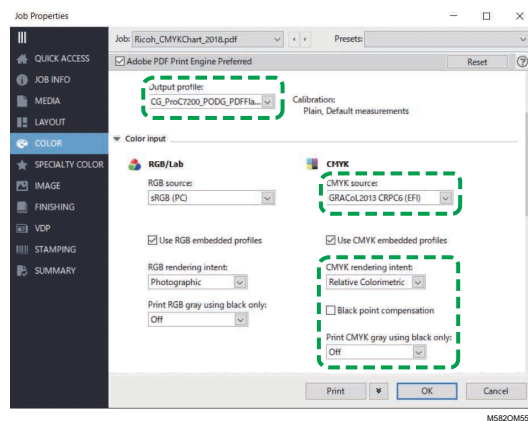 Job Properties
Job: Ricoh_CMYKChart_2018.pdf
Presets:
QUICK ACCESS
JOB INFO
MEDIA
LAYOUT
COLOR
SPECIALTY COLOR
IMAGE
FINISHING
VDP
STAMPING
SUMMARY
Adobe PDF Print Engine Preferred
Reset
Output profile:
CG_ProC7200_PODG_PDFFla...
Calibration:
Plain, Default measurements
Color input
RGB/Lab
RGB source:
sRGB (PC)
Use RGB embedded profiles
RGB rendering intent:
Photographic
Print RGB gray using black only:
Off
CMYK
CMYK source:
GRACoL2013 CRPC6 (EFI)
Use CMYK embedded profiles
CMYK rendering intent:
Relative Colorimetric
Black point compensation
Print CMYK gray using black only:
Off
Print
OK
Cancel
M582OM55